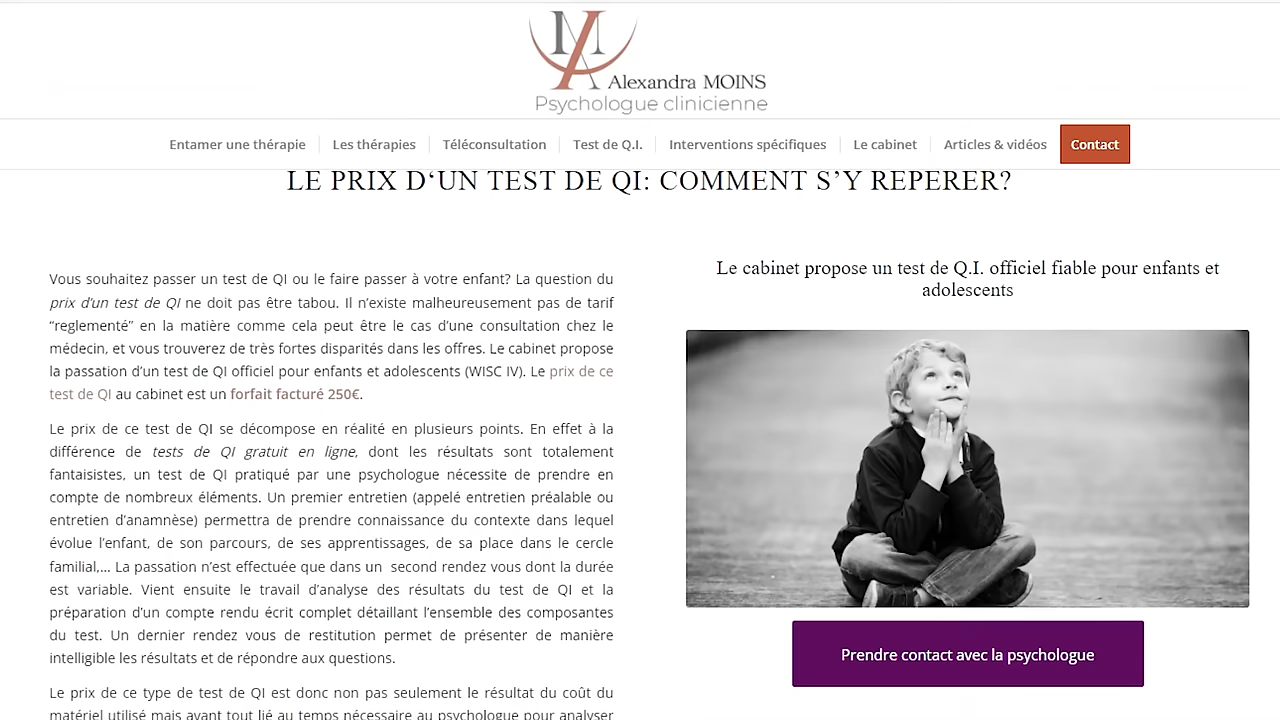 MA
Alexandra MOINS
Psychologue clinicienne
Entamer une thérapie
Les thérapies
Téléconsultation
Test de Q.I.
Interventions spécifiques
Le cabinet
Articles & vidéos
Contact
LE PRIX D‘UN TEST DE QI: COMMENT S’Y REPERER?
Vous souhaitez passer un test de QI ou le faire passer à votre enfant? La question du
prix d’un test de QI ne doit pas être tabou. Il n’existe malheureusement pas de tarif
“reglementé” en la matière comme cela peut être le cas d’une consultation chez le
médecin, et vous trouverez de très fortes disparités dans les offres. Le cabinet propose
la passation d’un test de QI officiel pour enfants et adolescents (WISC IV). Le prix de ce
test de QI au cabinet est un forfait facturé 250€.
Le prix de ce test de QI se décompose en réalité en plusieurs points. En effet à la
différence de tests de QI gratuit en ligne, dont les résultats sont totalement
fantaisistes, un test de QI pratiqué par une psychologue nécessite de prendre en
compte de nombreux éléments. Un premier entretien (appelé entretien préalable ou
entretien d’anamnèse) permettra de prendre connaissance du contexte dans lequel
évolue l’enfant, de son parcours, de ses apprentissages, de sa place dans le cercle
familial,... La passation n’est effectuée que dans un second rendez vous dont la durée
est variable. Vient ensuite le travail d’analyse des résultats du test de QI et la
préparation d’un compte rendu écrit complet détaillant l’ensemble des composantes
du test. Un dernier rendez vous de restitution permet de présenter de manière
intelligible les résultats et de répondre aux questions.
Le prix de ce type de test de QI est donc non pas seulement le résultat du coût du
matériel utilisé mais avant tout lié au temps nécessaire au psychologue pour analyser
Le cabinet propose un test de Q.I. officiel fiable pour enfants et
adolescents
Prendre contact avec la psychologue